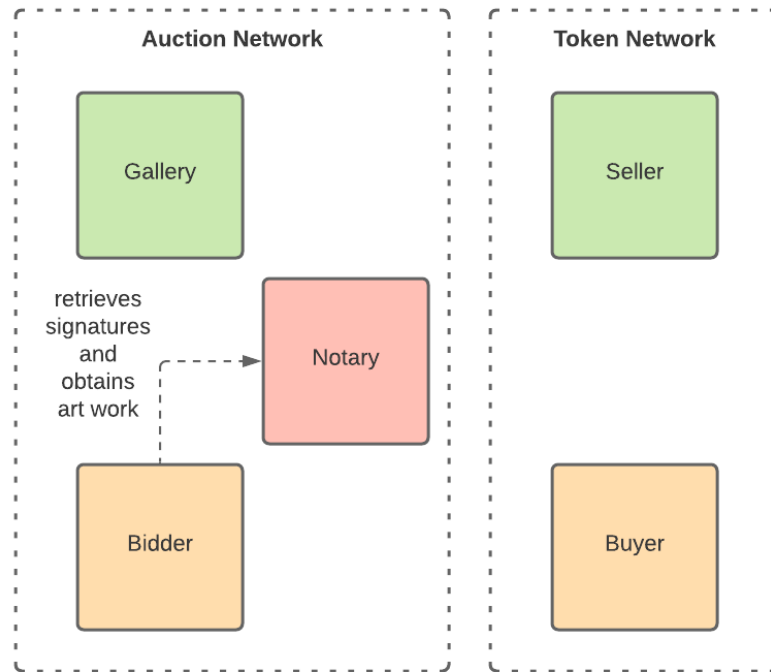 Auction Network
Token Network
Gallery
Seller
retrieves
signatures
and
obtains
art work
Notary
Bidder
Buyer